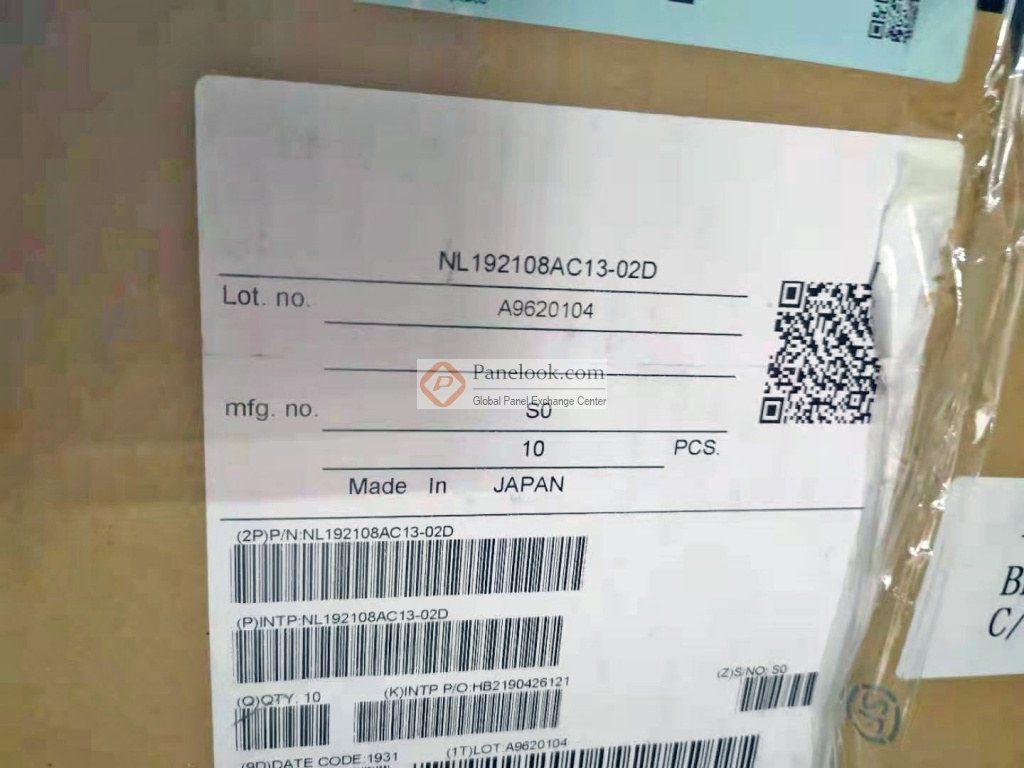 NL192108AC13-02D
Lot. no. A9620104
Panelook.com
Global Panel Exchange Center
mfg. no. S0
10 PCS.
Made In JAPAN
(2P)P/N:NL192108AC13-02D
(P)INTP:NL192108AC13-02D
(Z)S/NO: S0
(Q)QTY. 10 (K)INTP P/O:HB2190426121
(9D)DATE CODE:1931 (1T)LOT:A9620104
C/